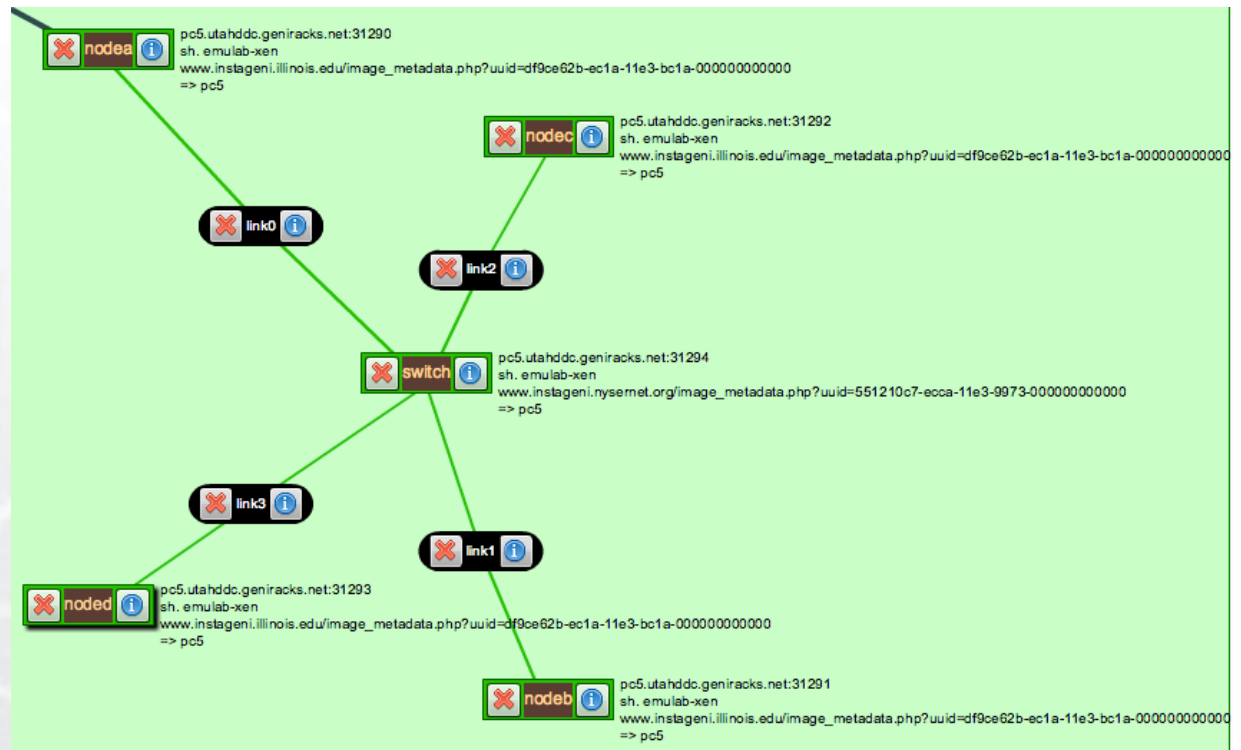 nodea
pc5.utahddc.geniracks.net:31290
sh. emulab-xen
www.instageni.illinois.edu/image_metadata.php?uuid=df9ce62b-ec1a-11e3-bc1a-000000000000
=> pc5
nodec
pc5.utahddc.geniracks.net:31292
sh. emulab-xen
www.instageni.illinois.edu/image_metadata.php?uuid=df9ce62b-ec1a-11e3-bc1a-000000000000
=> pc5
link0
link2
switch
pc5.utahddc.geniracks.net:31294
sh. emulab-xen
www.instageni.nysernet.org/image_metadata.php?uuid=551210c7-ecca-11e3-9973-000000000000
=> pc5
link3
link1
noded
pc5.utahddc.geniracks.net:31293
sh. emulab-xen
www.instageni.illinois.edu/image_metadata.php?uuid=df9ce62b-ec1a-11e3-bc1a-000000000000
=> pc5
nodeb
pc5.utahddc.geniracks.net:31291
sh. emulab-xen
www.instageni.illinois.edu/image_metadata.php?uuid=df9ce62b-ec1a-11e3-bc1a-000000000000
=> pc5